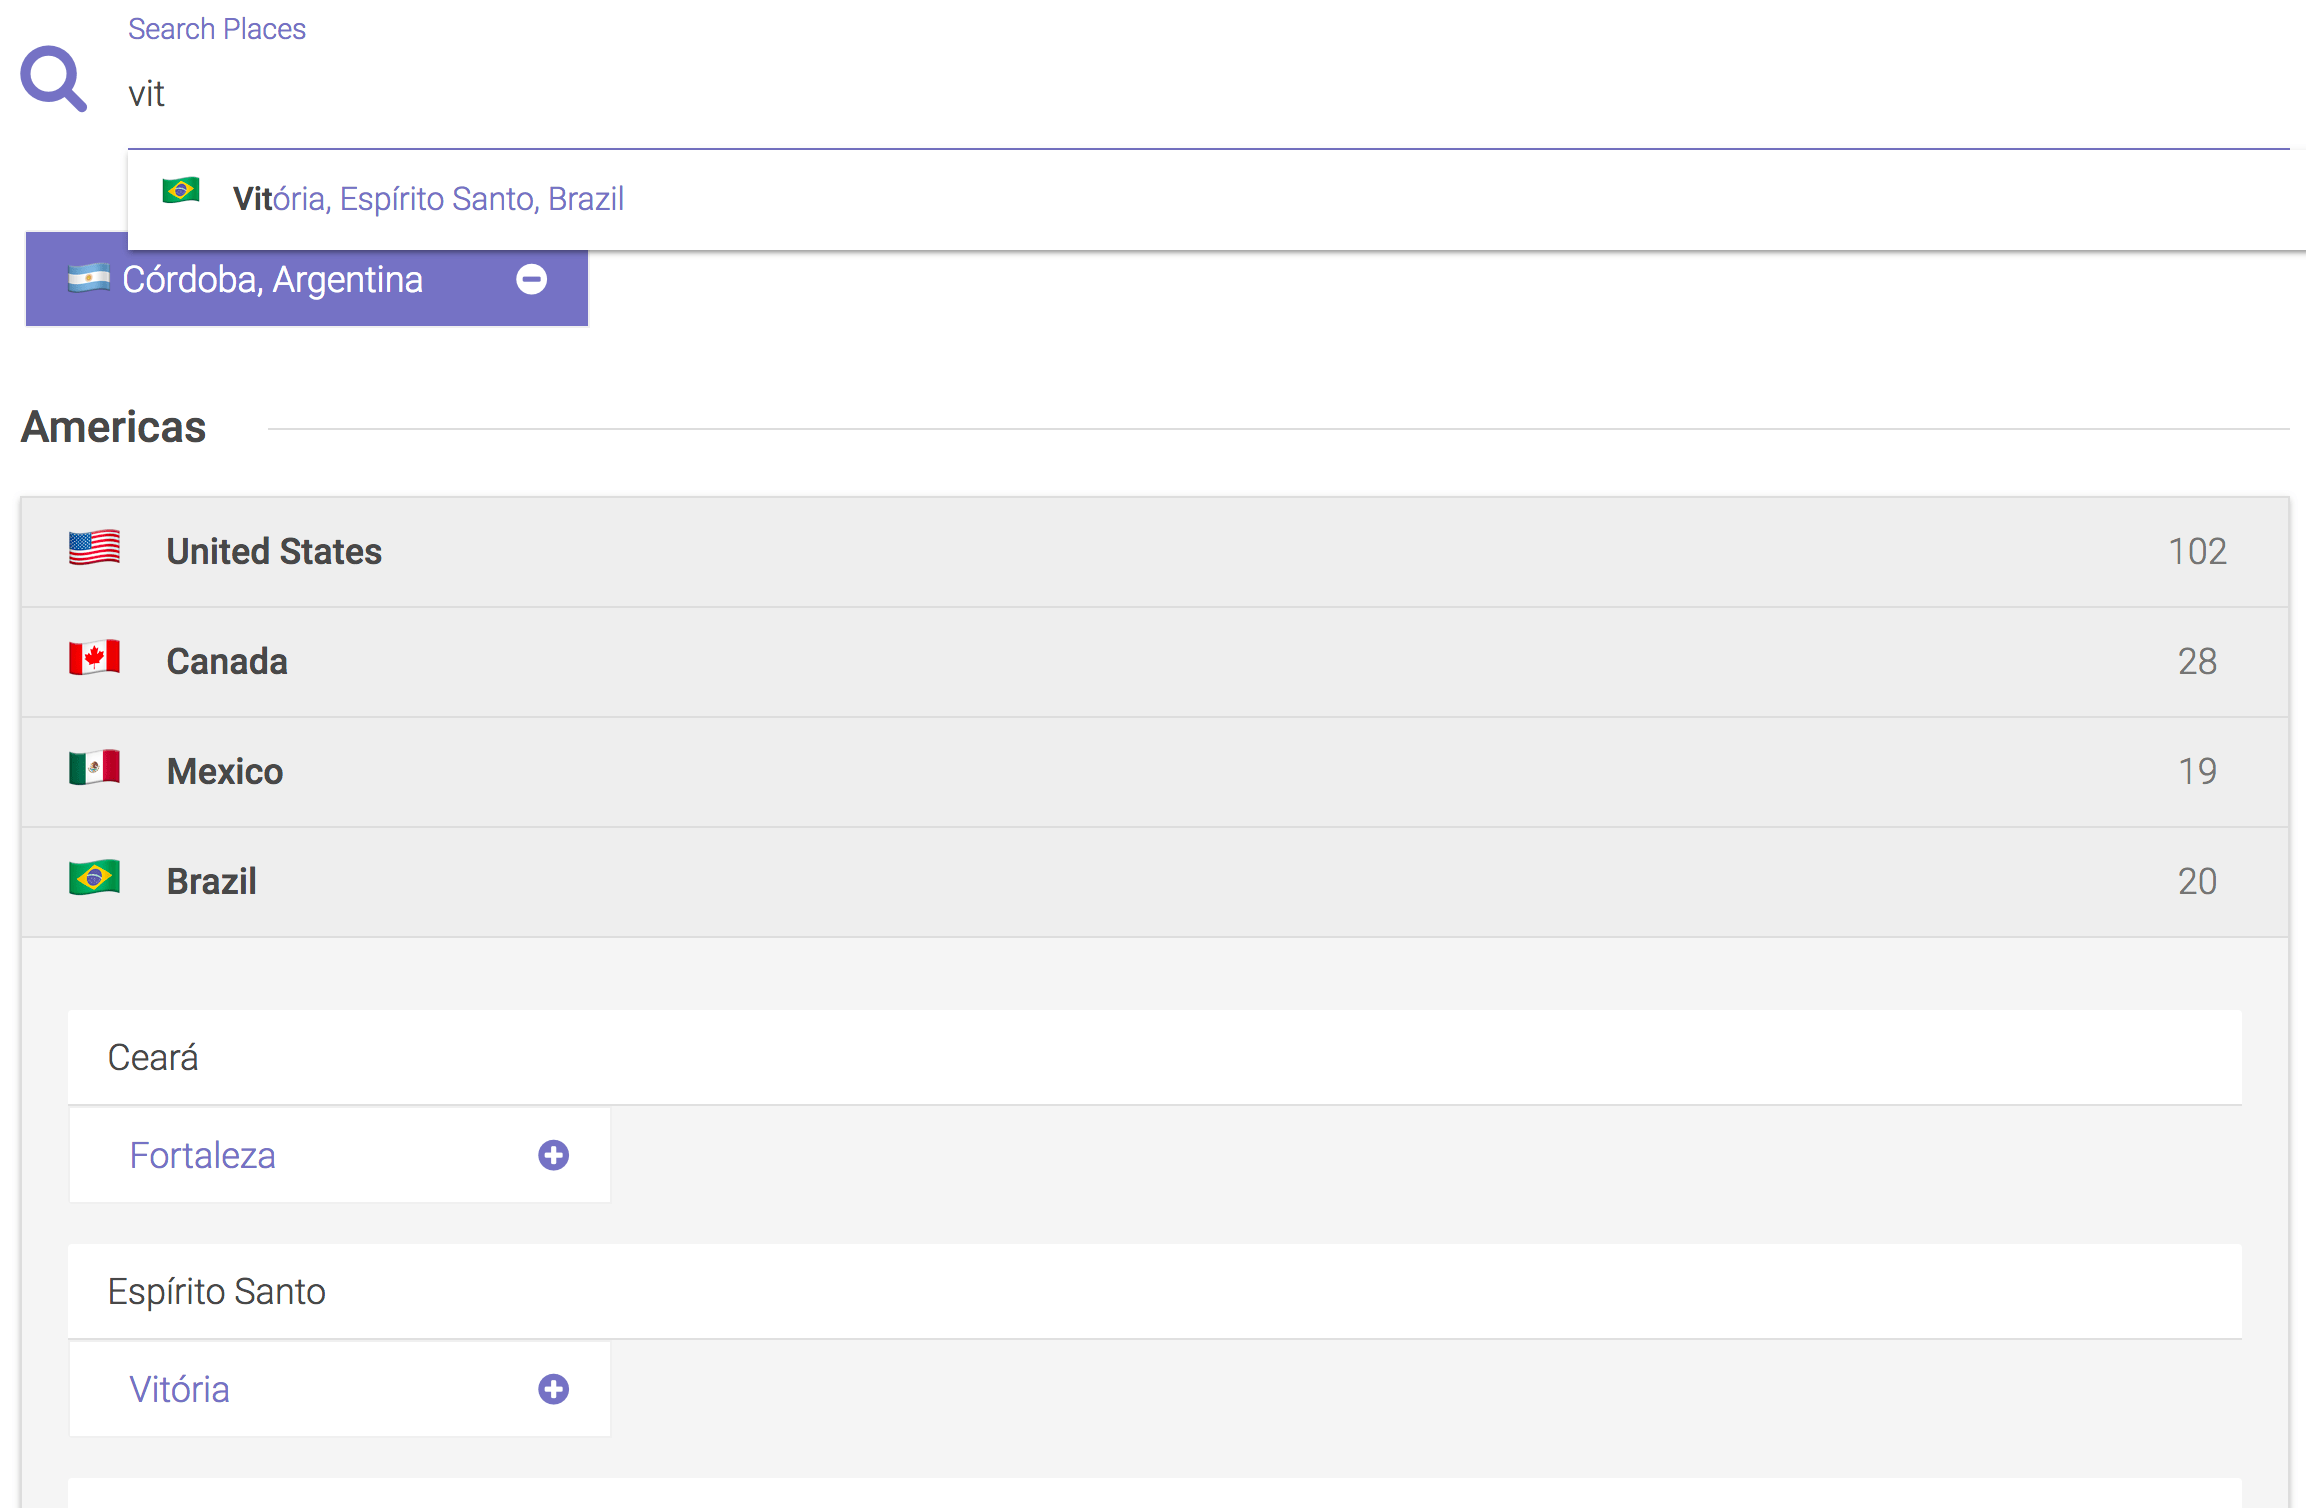 Search Places
vit
Vitória, Espírito Santo, Brazil
Córdoba, Argentina
Americas
United States 102
Canada 28
Mexico 19
Brazil 20
Ceará
Fortaleza
Espírito Santo
Vitória